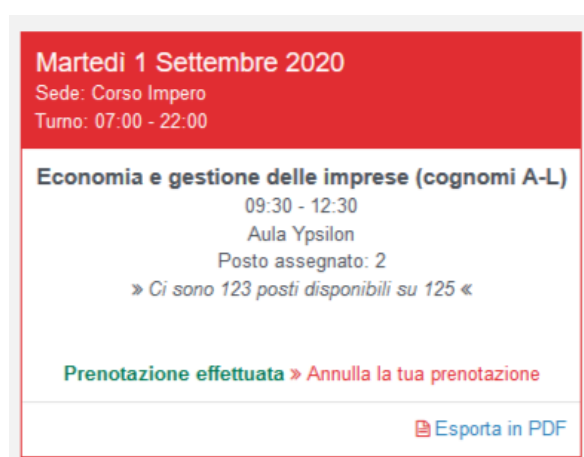 Martedì 1 Settembre 2020
Sede: Corso Impero
Turno: 07:00 - 22:00
Economia e gestione delle imprese (cognomi A-L)
09:30 - 12:30
Aula Ypsilon
Posto assegnato: 2
» Ci sono 123 posti disponibili su 125 «
Prenotazione effettuata » Annulla la tua prenotazione
Esporta in PDF